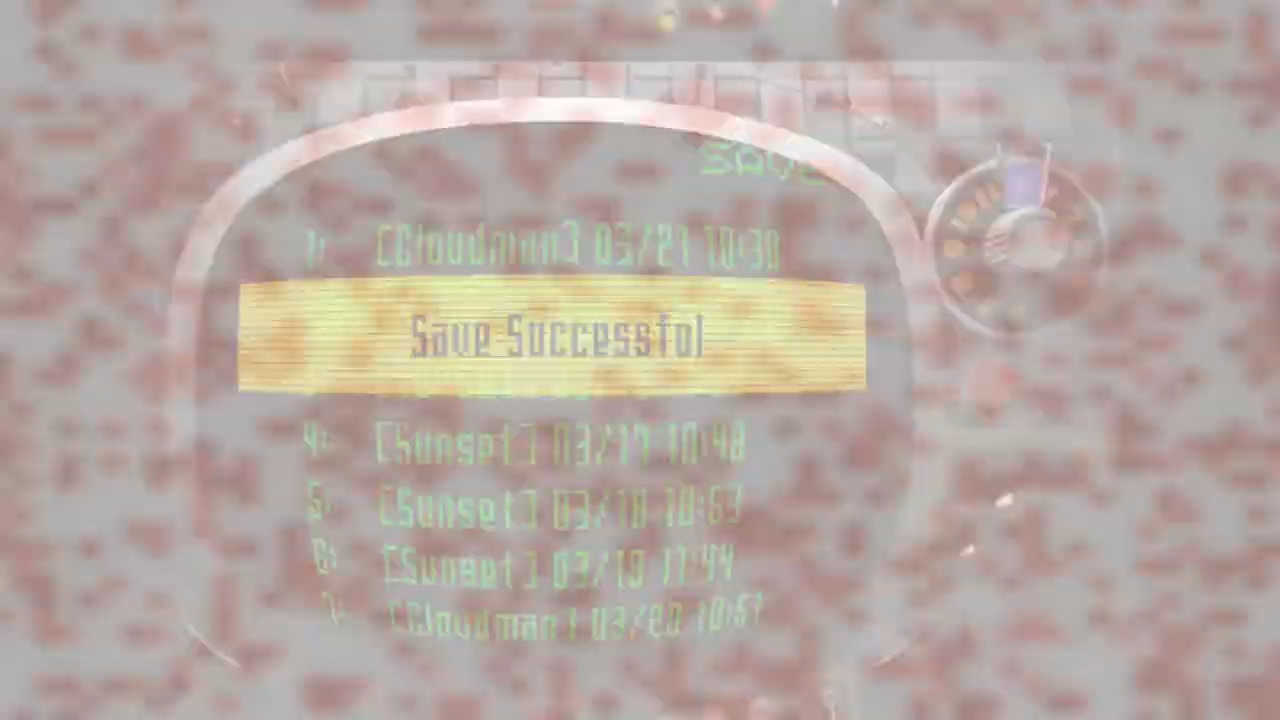 SAVE
1: [Cloudman] 03/21 10:30
Save Successful
4: [Sunset] 03/17 10:48
5: [Sunset] 03/18 10:53
6: [Sunset] 03/19 11:44
7: [Cloudman] 03/20 10:57